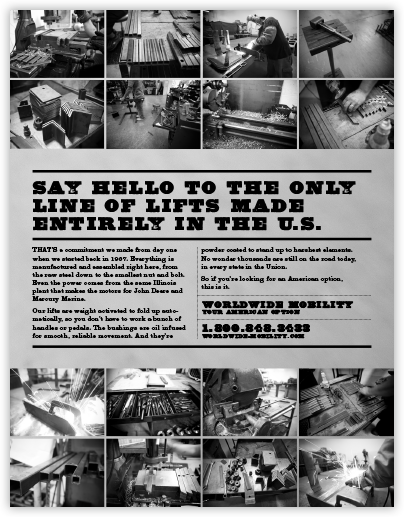 SAY HELLO TO THE ONLY
LINE OF LIFTS MADE
ENTIRELY IN THE U.S.
THAT'S a commitment we made from day one
when we started back in 1987. Everything is
manufactured and assembled right here, from
the raw steel down to the smallest nut and bolt.
Even the power comes from the same Illinois
plant that makes the motors for John Deere and
Mercury Marine.
Our lifts are weight activated to fold up auto-
matically, so you don't have to work a bunch of
handles or pedals. The bushings are oil infused
for smooth, reliable movement. And they're
powder coated to stand up to harshest elements.
No wonder thousands are still on the road today,
in every state in the Union.
So if you're looking for an American option,
this is it.
WORLDWIDE MOBILITY
YOUR AMERICAN OPTION
1.800.848.3433
WORLDWIDE-MOBILITY.COM